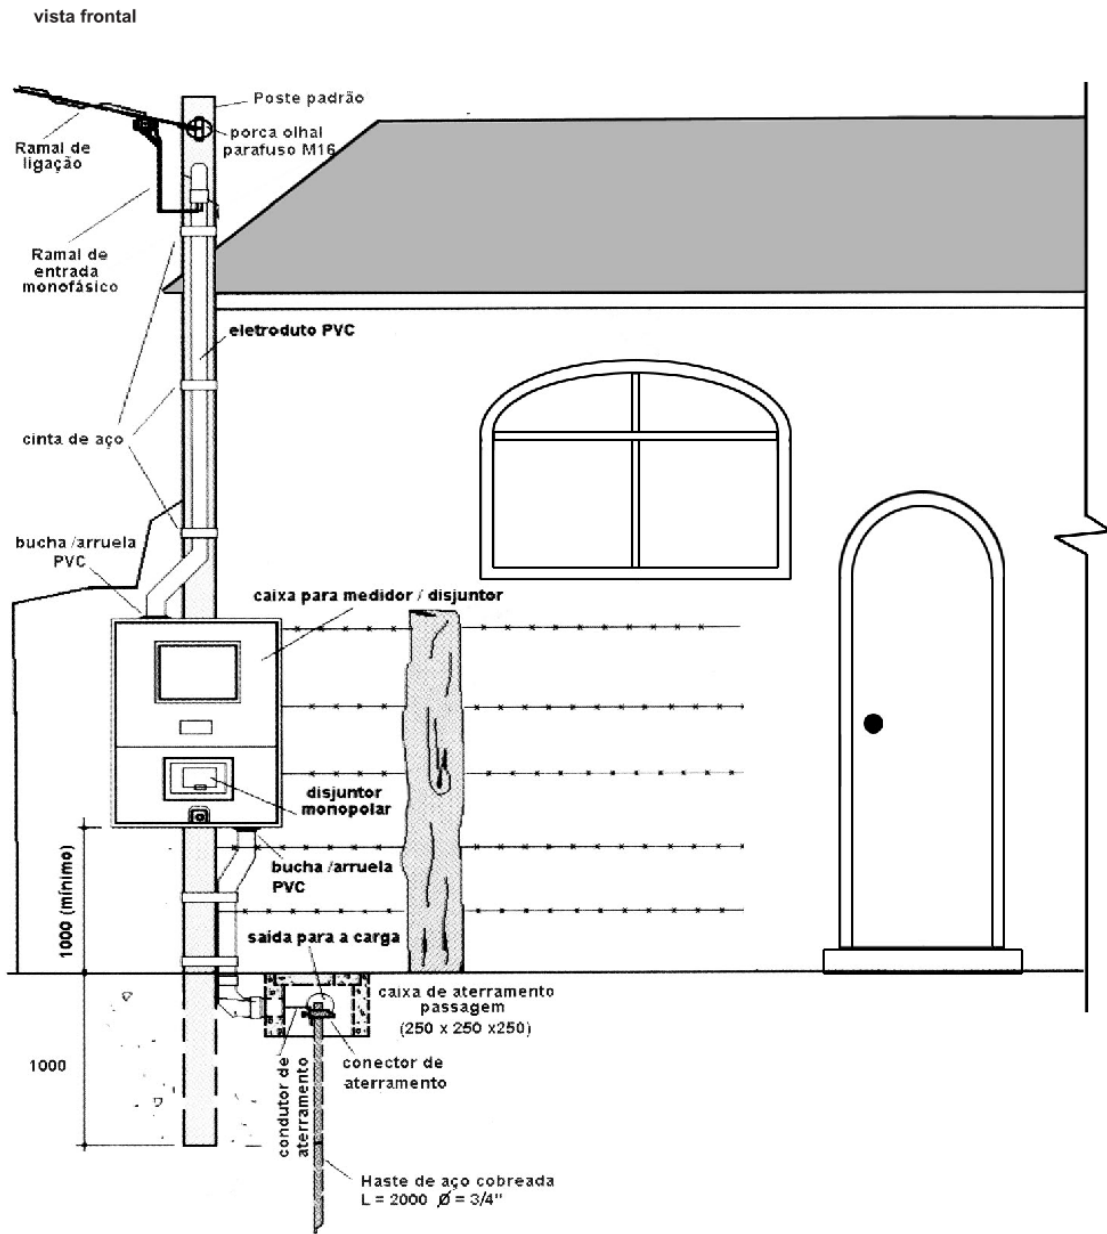 vista frontal
Poste padrão
porca olhal
parafuso M16
Ramal de
ligação
Ramal de
entrada
monofásico
eletroduto PVC
cinta de aço
bucha /arruela
PVC
caixa para medidor / disjuntor
disjuntor
monopolar
bucha /arruela
PVC
1000 (mínimo)
saída para a carga
caixa de aterramento
passagem
(250 x 250 x250)
1000
conector de
aterramento
condutor de
aterramento
Haste de aço cobreada
L = 2000 Ø = 3/4"